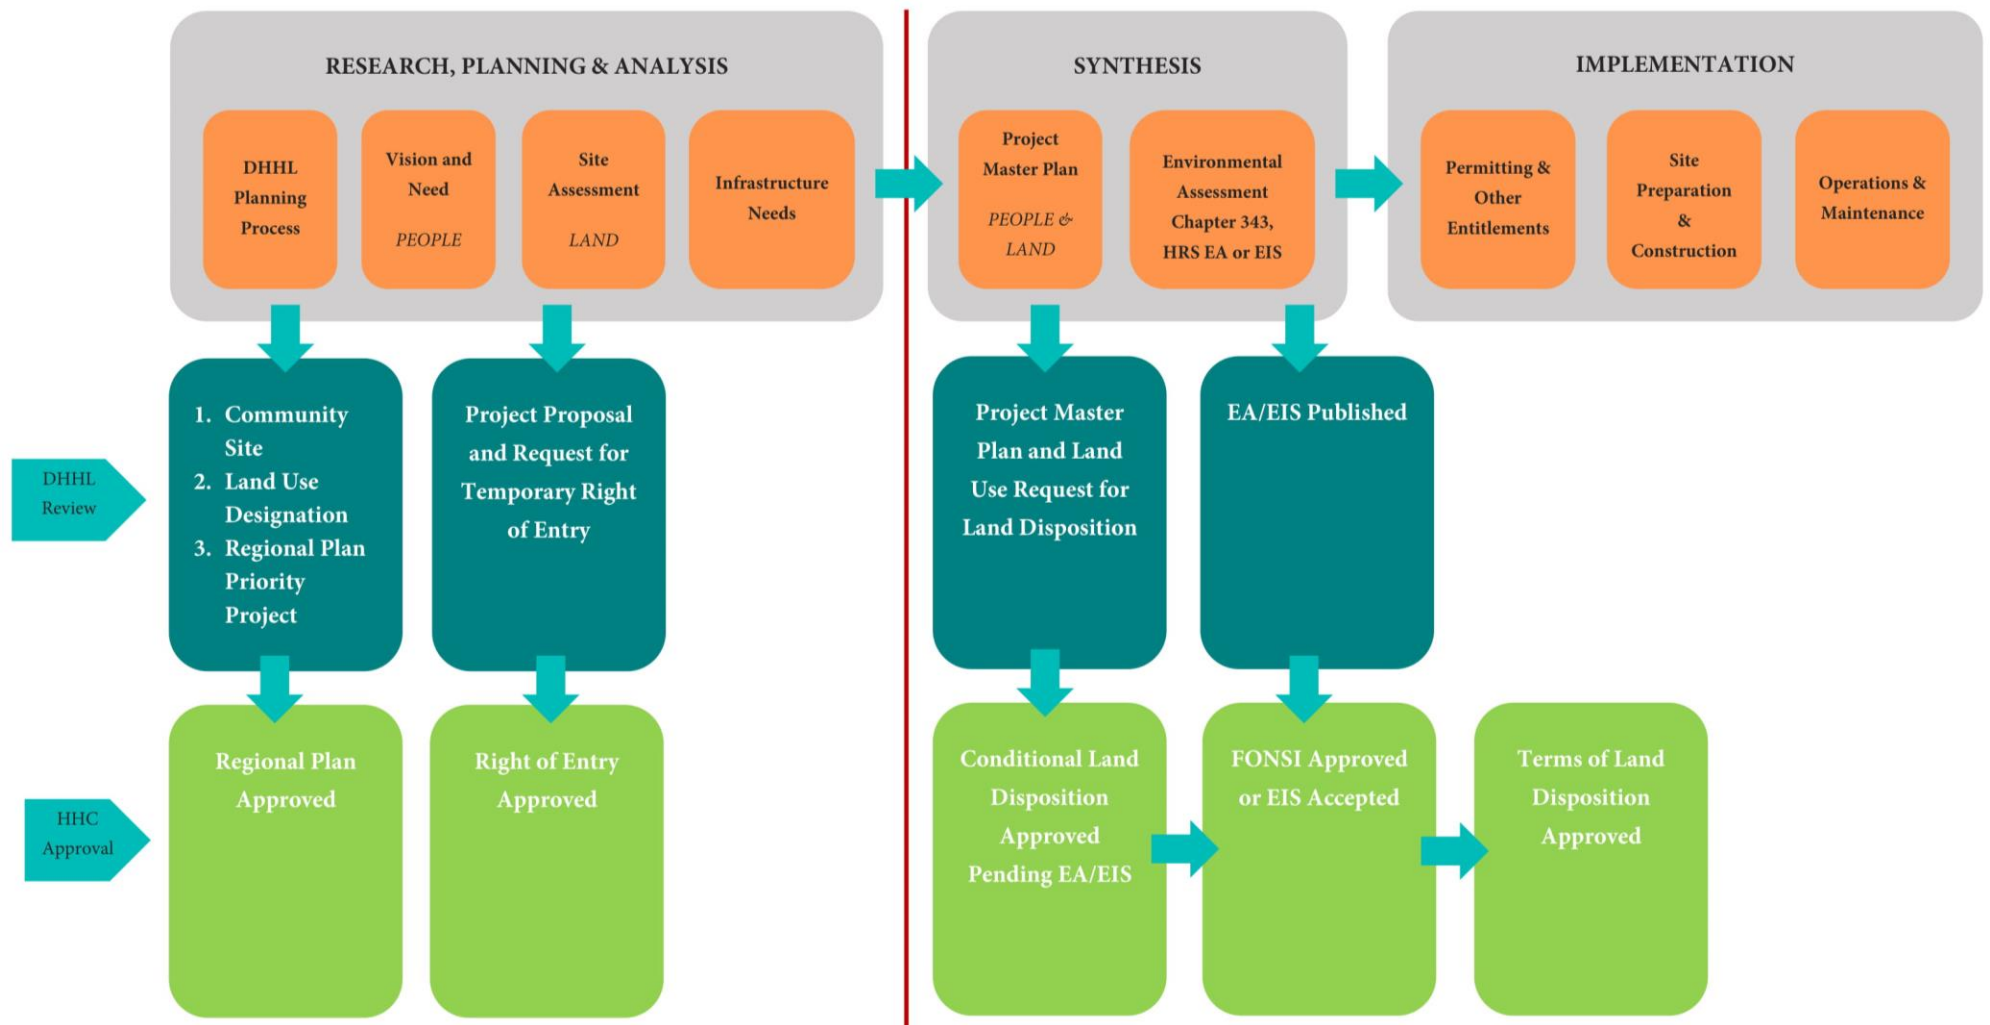 RESEARCH, PLANNING & ANALYSIS
DHHL
Planning
Process
Vision and
Need
PEOPLE
Site
Assessment
LAND
Infrastructure
Needs
SYNTHESIS
Project
Master Plan
PEOPLE &
LAND
Environmental
Assessment
Chapter 343,
HRS EA or EIS
IMPLEMENTATION
Permitting &
Other
Entitlements
Site
Preparation
&
Construction
Operations &
Maintenance
DHHL
Review
1. Community
Site
2. Land Use
Designation
3. Regional Plan
Priority
Project
Project Proposal
and Request for
Temporary Right
of Entry
Project Master
Plan and Land
Use Request for
Land Disposition
EA/EIS Published
HHC
Approval
Regional Plan
Approved
Right of Entry
Approved
Conditional Land
Disposition
Approved
Pending EA/EIS
FONSI Approved
or EIS Accepted
Terms of Land
Disposition
Approved